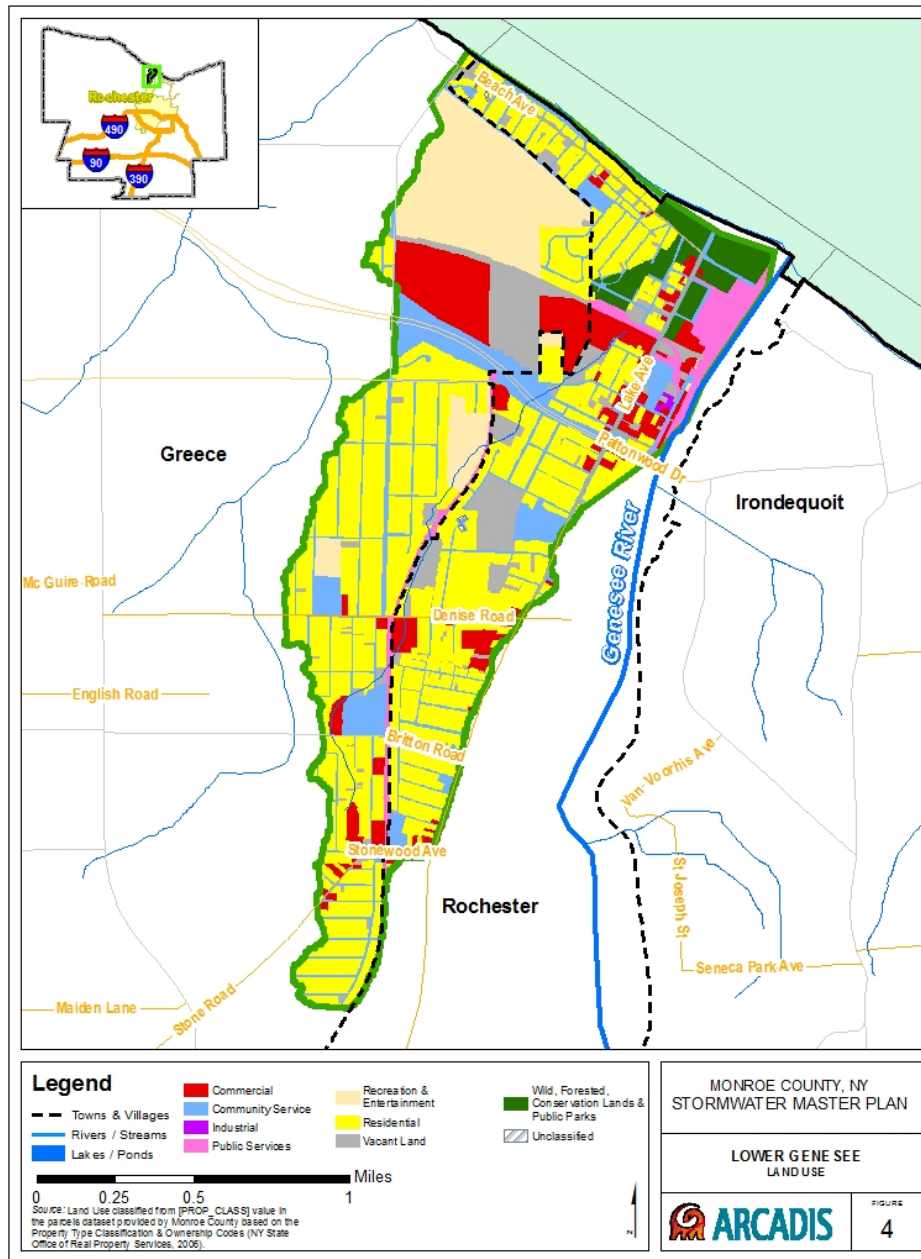 Rochester
490
90
390
Beach Ave
Lake Ave
Pattonwood Dr
Greece
Irondequoit
Genesee River
Mc Guire Road
Denise Road
English Road
Britton Road
Van-Voorhis Ave
Stonewood Ave
St Joseph St
Rochester
Seneca Park Ave
Maiden Lane
Stone Road
Legend
Towns & Villages
Rivers / Streams
Lakes / Ponds
Commercial
Community Service
Industrial
Public Services
Recreation &
Entertainment
Residential
Vacant Land
Wild, Forested,
Conservation Lands &
Public Parks
Unclassified
Miles
0 0.25 0.5 1
Source: Land Use classified from [PROP_CLASS] value in
the parcels dataset provided by Monroe County based on the
Property Type Classification & Ownership Codes (NY State
Office of Real Property Services, 2006).
N
MONROE COUNTY, NY
STORMWATER MASTER PLAN
LOWER GENESEE
LAND USE
ARCADIS
FIGURE
4